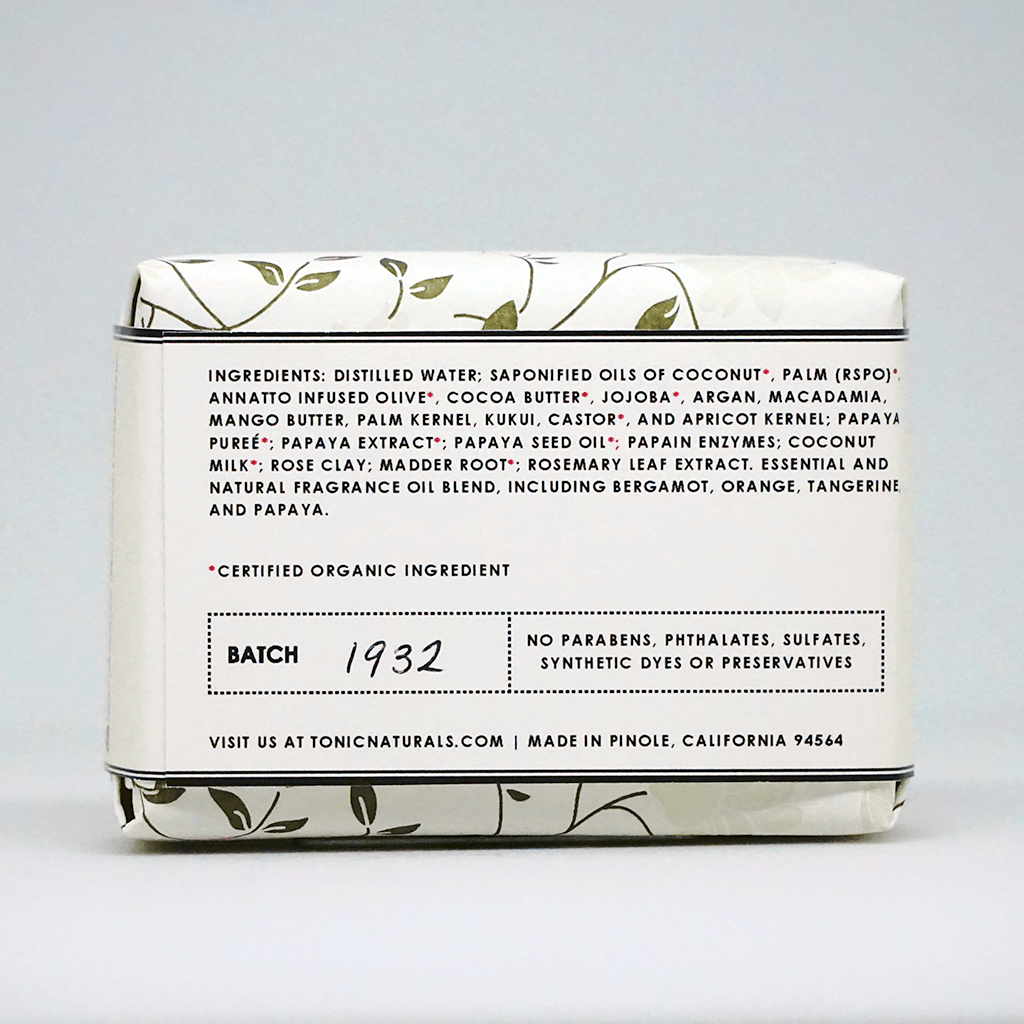 INGREDIENTS: DISTILLED WATER; SAPONIFIED OILS OF COCONUT*, PALM (RSPO)*,
ANNATTO INFUSED OLIVE*, COCOA BUTTER*, JOJOBA*, ARGAN, MACADAMIA,
MANGO BUTTER, PALM KERNEL, KUKUI, CASTOR*, AND APRICOT KERNEL; PAPAYA
PUREÉ*; PAPAYA EXTRACT*; PAPAYA SEED OIL*; PAPAIN ENZYMES; COCONUT
MILK*; ROSE CLAY; MADDER ROOT*; ROSEMARY LEAF EXTRACT. ESSENTIAL AND
NATURAL FRAGRANCE OIL BLEND, INCLUDING BERGAMOT, ORANGE, TANGERINE,
AND PAPAYA.
*CERTIFIED ORGANIC INGREDIENT
BATCH 1932
NO PARABENS, PHTHALATES, SULFATES,
SYNTHETIC DYES OR PRESERVATIVES
VISIT US AT TONICNATURALS.COM | MADE IN PINOLE, CALIFORNIA 94564